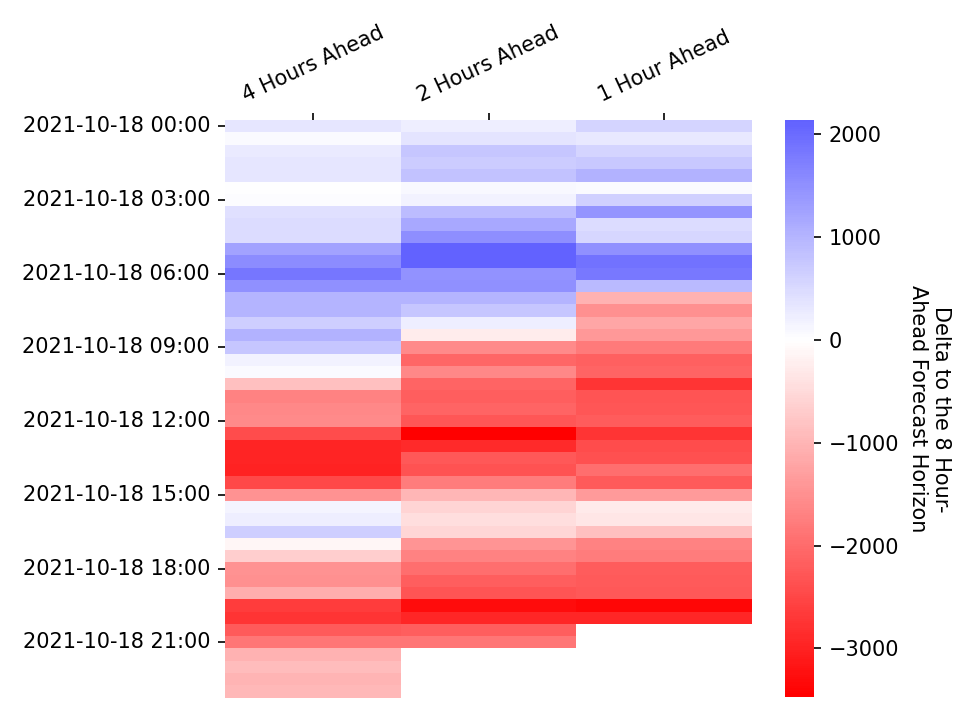 4 Hours Ahead
2 Hours Ahead
1 Hour Ahead
2021-10-18 00:00
2021-10-18 03:00
2021-10-18 06:00
2021-10-18 09:00
2021-10-18 12:00
2021-10-18 15:00
2021-10-18 18:00
2021-10-18 21:00
2000
1000
0
−1000
−2000
−3000
Delta to the 8 Hour-
Ahead Forecast Horizon